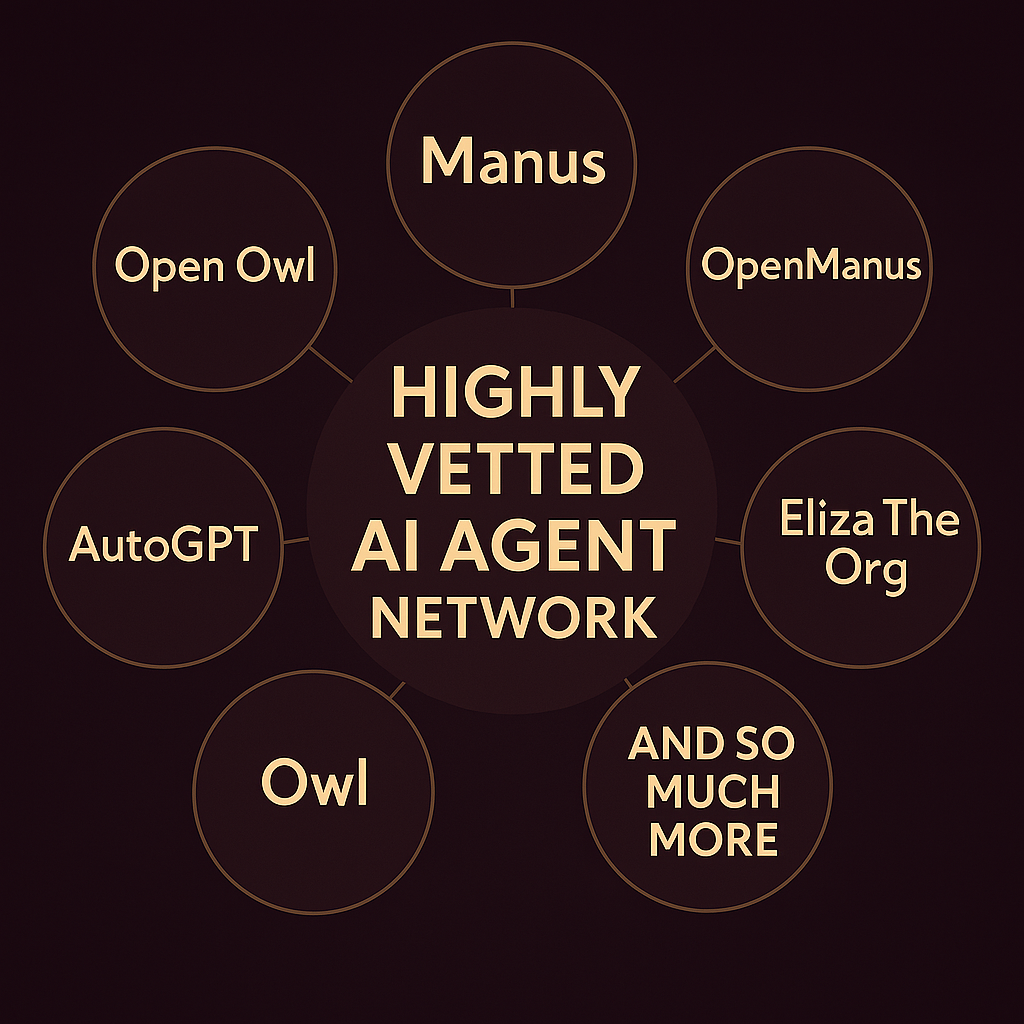 Manus
Open Owl
OpenManus
HIGHLY
VETTED
AI AGENT
NETWORK
AutoGPT
Eliza The
Org
Owl
AND SO
MUCH
MORE